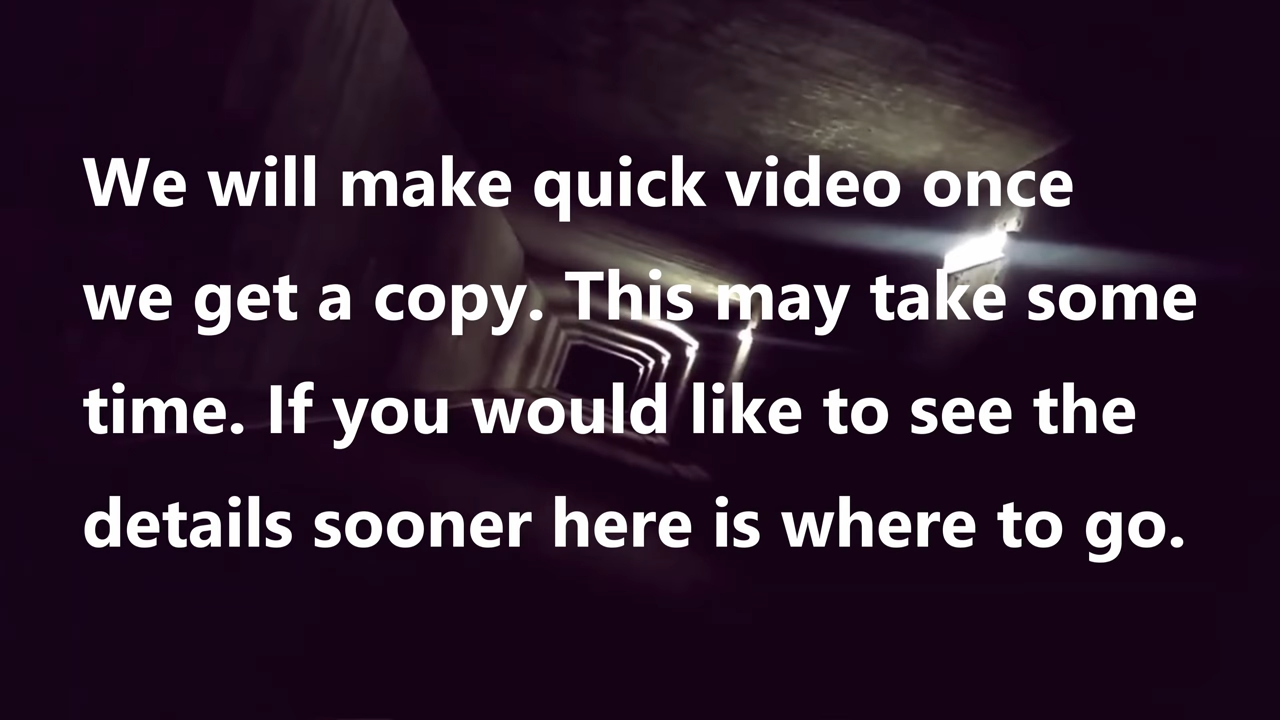 We will make quick video once
we get a copy. This may take some
time. If you would like to see the
details sooner here is where to go.